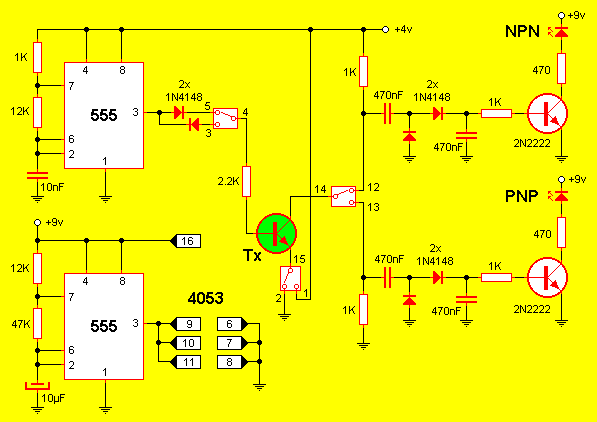 +9v
NPN
+4v
1K
4
8
1K
470
7
2x
1N4148
470nF
2x
1N4148
1K
555
5
4
12K
3
3
2N2222
6
470nF
2
1
10nF
2.2K
+9v
14
12
PNP
13
+9v
16
Tx
15
470nF
2x
1N4148
1K
470
12K
4
8
2
1
7
4053
1K
470nF
2N2222
47K
555
3
9
6
10
7
6
2
11
8
1
10µF